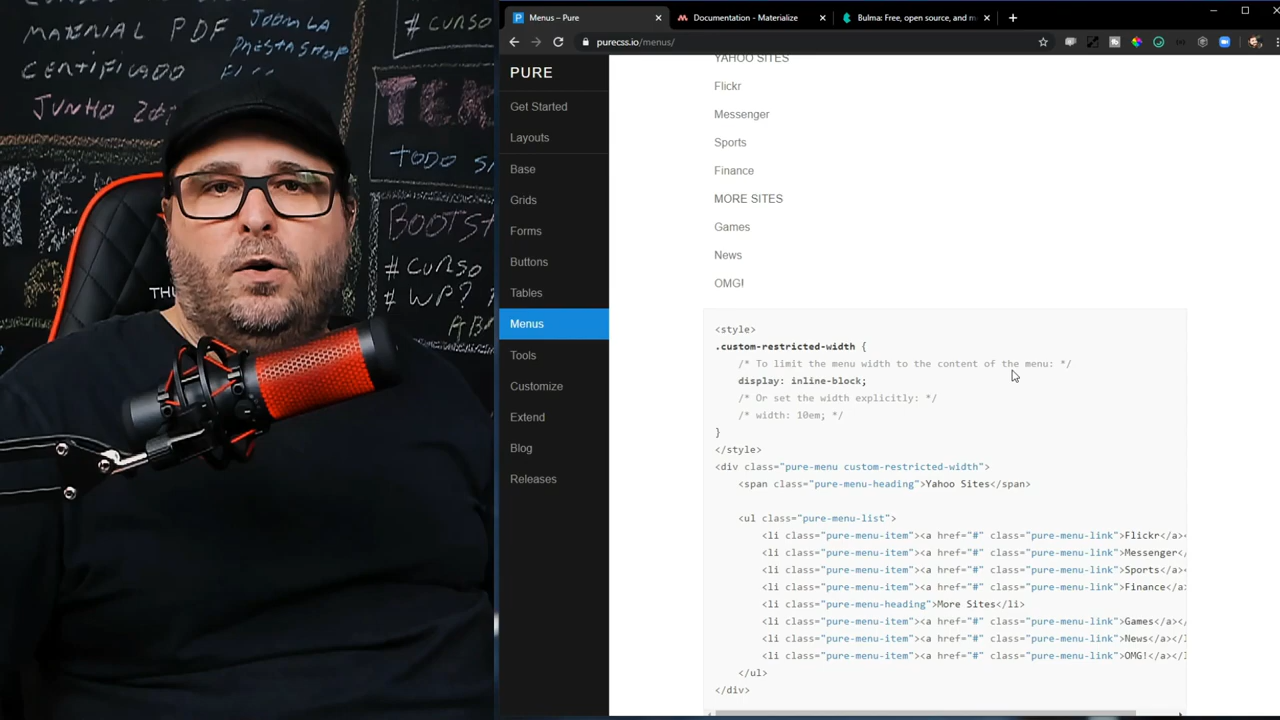 MATERIAL PDF
CERTIFICADO
JUNHO
JOOMLA
PRESTASHOP
# CURSO
TODO
BOOTST
# CURSO
# WP?
TH
Menus – Pure
Documentation - Materialize
Bulma: Free, open source, and m
purecss.io/menus/
PURE
Get Started
Layouts
Base
Grids
Forms
Buttons
Tables
Menus
Tools
Customize
Extend
Blog
Releases
YAHOO SITES
Flickr
Messenger
Sports
Finance
MORE SITES
Games
News
OMG!
<style>
.custom-restricted-width {
/* To limit the menu width to the content of the menu: */
display: inline-block;
/* Or set the width explicitly: */
/* width: 10em; */
}
</style>
<div class="pure-menu custom-restricted-width">
<span class="pure-menu-heading">Yahoo Sites</span>
<ul class="pure-menu-list">
<li class="pure-menu-item"><a href="#" class="pure-menu-link">Flickr</a><
<li class="pure-menu-item"><a href="#" class="pure-menu-link">Messenger</
<li class="pure-menu-item"><a href="#" class="pure-menu-link">Sports</a><
<li class="pure-menu-item"><a href="#" class="pure-menu-link">Finance</a>
<li class="pure-menu-heading">More Sites</li>
<li class="pure-menu-item"><a href="#" class="pure-menu-link">Games</a></
<li class="pure-menu-item"><a href="#" class="pure-menu-link">News</a></l
<li class="pure-menu-item"><a href="#" class="pure-menu-link">OMG!</a></l
</ul>
</div>